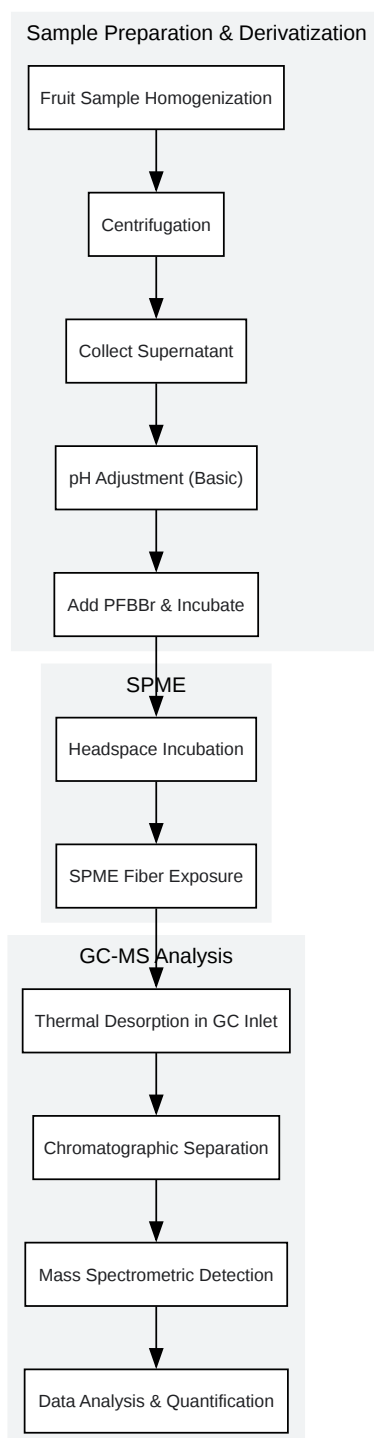 Sample Preparation & Derivatization
Fruit Sample Homogenization
Centrifugation
Collect Supernatant
pH Adjustment (Basic)
Add PFBBr & Incubate
SPME
Headspace Incubation
SPME Fiber Exposure
GC-MS Analysis
Thermal Desorption in GC Inlet
Chromatographic Separation
Mass Spectrometric Detection
Data Analysis & Quantification